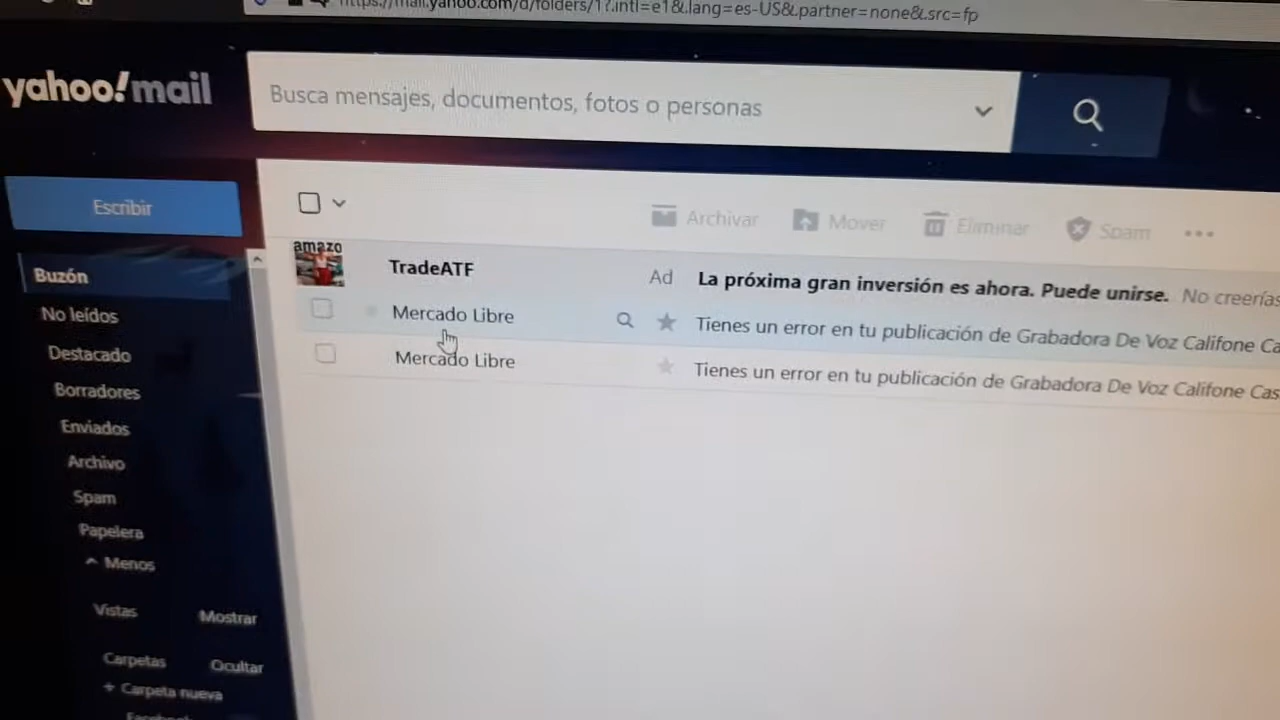 https://mail.yahoo.com/d/folders/1?.intl=e1&.lang=es-US&.partner=none&.src=fp
yahoo!mail
Busca mensajes, documentos, fotos o personas
Escribir
Archivar Mover Eliminar Spam
amazo
TradeATF Ad La próxima gran inversión es ahora. Puede unirse. No creerías
Mercado Libre Tienes un error en tu publicación de Grabadora De Voz Califone Ca
Mercado Libre Tienes un error en tu publicación de Grabadora De Voz Califone Cas
Buzón
No leídos
Destacado
Borradores
Enviados
Archivo
Spam
Papelera
Menos
Vistas Mostrar
Carpetas Ocultar
+ Carpeta nueva